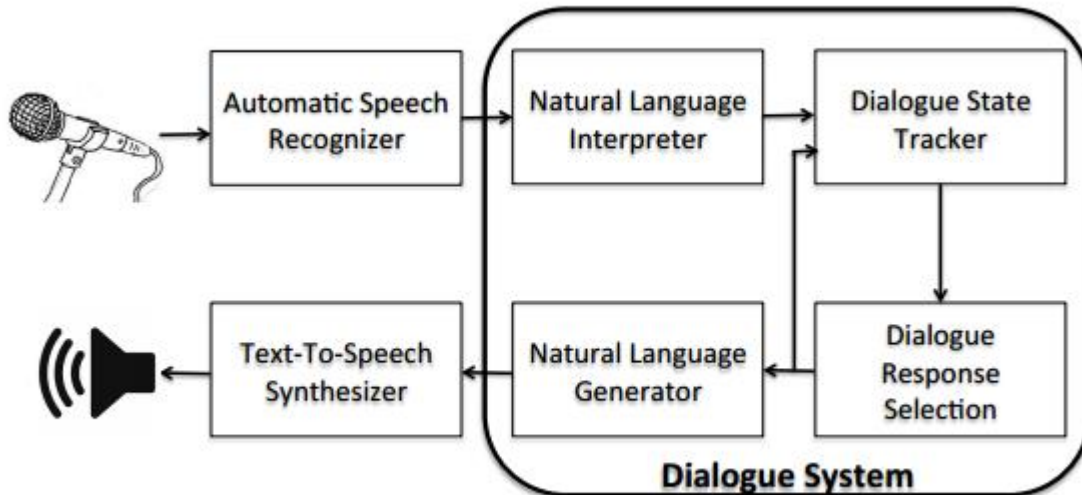 Automatic Speech
Recognizer
Natural Language
Interpreter
Dialogue State
Tracker
Text-To-Speech
Synthesizer
Natural Language
Generator
Dialogue
Response
Selection
Dialogue System